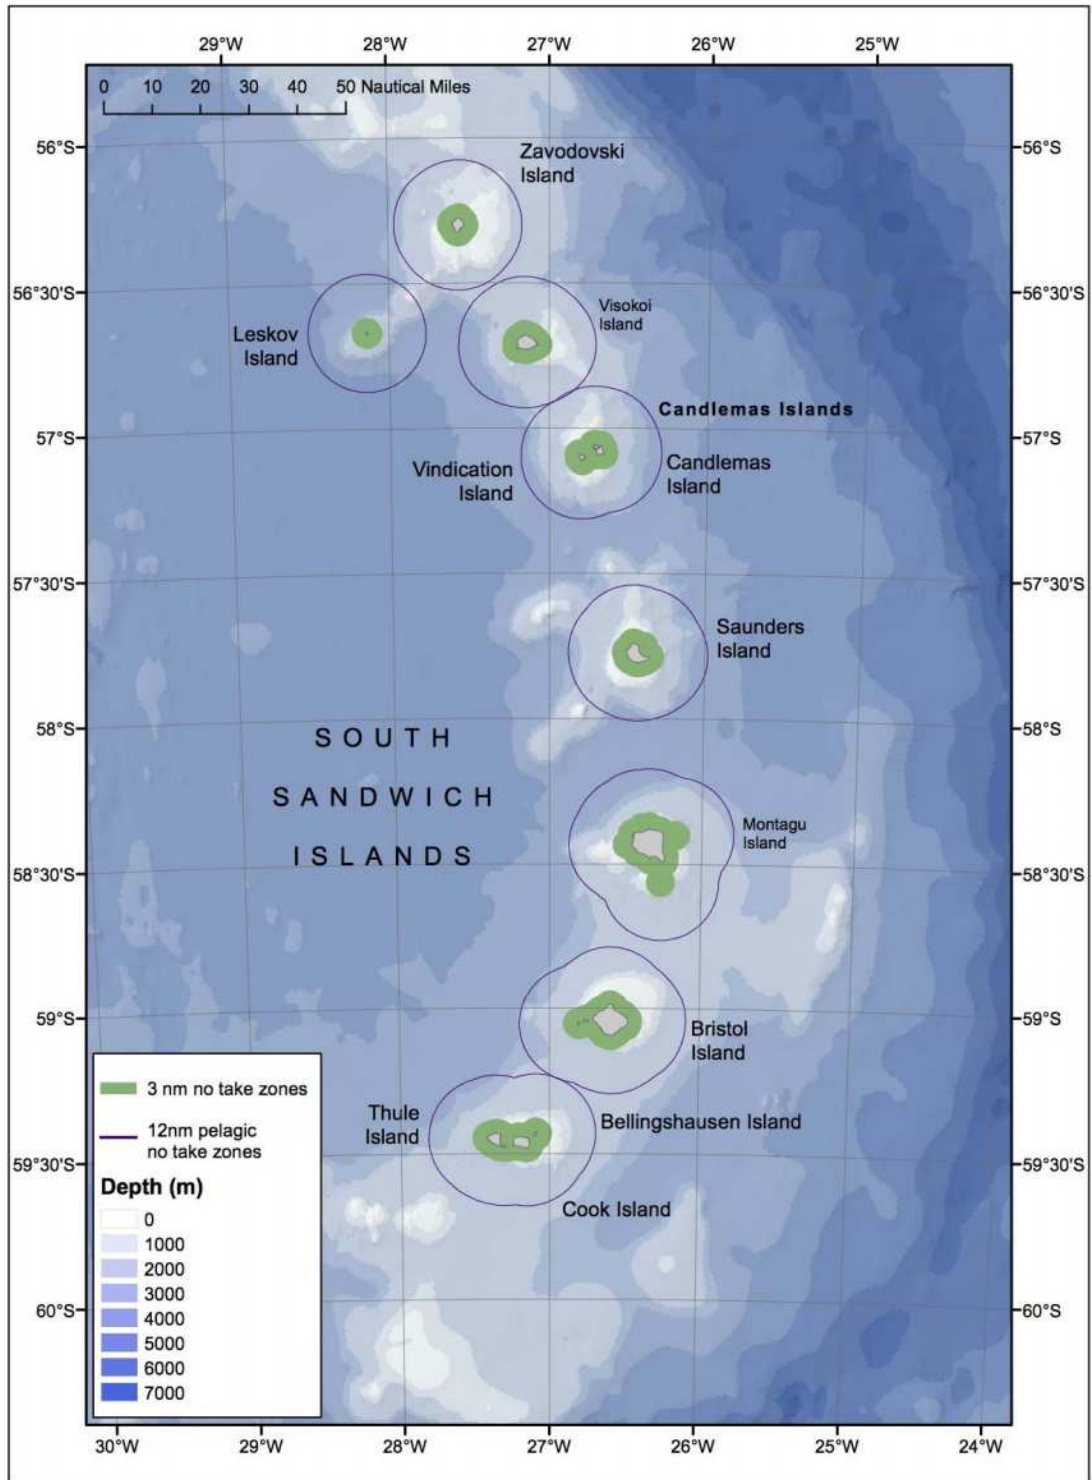 29°W
28°W
27°W
26°W
25°W
0 10 20 30 40 50 Nautical Miles
56°S
56°S
Zavodovski
Island
56°30'S
56°30'S
Visokoi
Island
Leskov
Island
Candlemas Islands
57°S
57°S
Vindication
Island
Candlemas
Island
57°30'S
57°30'S
Saunders
Island
58°S
58°S
SOUTH
SANDWICH
ISLANDS
Montagu
Island
58°30'S
58°30'S
59°S
59°S
Bristol
Island
3 nm no take zones
Thule
Island
Bellingshausen Island
12nm pelagic
no take zones
59°30'S
59°30'S
Depth (m)
Cook Island
0
1000
2000
3000
4000
5000
6000
7000
60°S
60°S
30°W
29°W
28°W
27°W
26°W
25°W
24°W